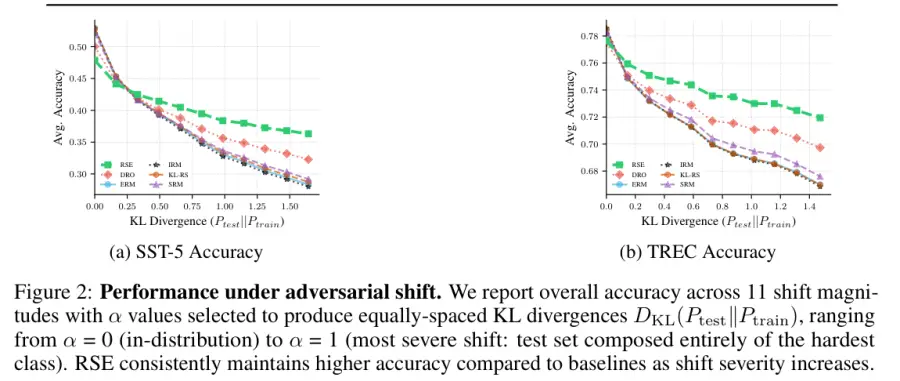 0.50
0.45
0.40
0.35
0.30
Avg. Accuracy
RSE
DRO
ERM
IRM
KL-RS
SRM
0.00 0.25 0.50 0.75 1.00 1.25 1.50
KL Divergence (P_test||P_train)
(a) SST-5 Accuracy
0.78
0.76
0.74
0.72
0.70
0.68
Avg. Accuracy
RSE
DRO
ERM
IRM
KL-RS
SRM
0.0 0.2 0.4 0.6 0.8 1.0 1.2 1.4
KL Divergence (P_test||P_train)
(b) TREC Accuracy
Figure 2: Performance under adversarial shift. We report overall accuracy across 11 shift magni-
tudes with α values selected to produce equally-spaced KL divergences D_KL(P_test‖P_train), ranging
from α = 0 (in-distribution) to α = 1 (most severe shift: test set composed entirely of the hardest
class). RSE consistently maintains higher accuracy compared to baselines as shift severity increases.